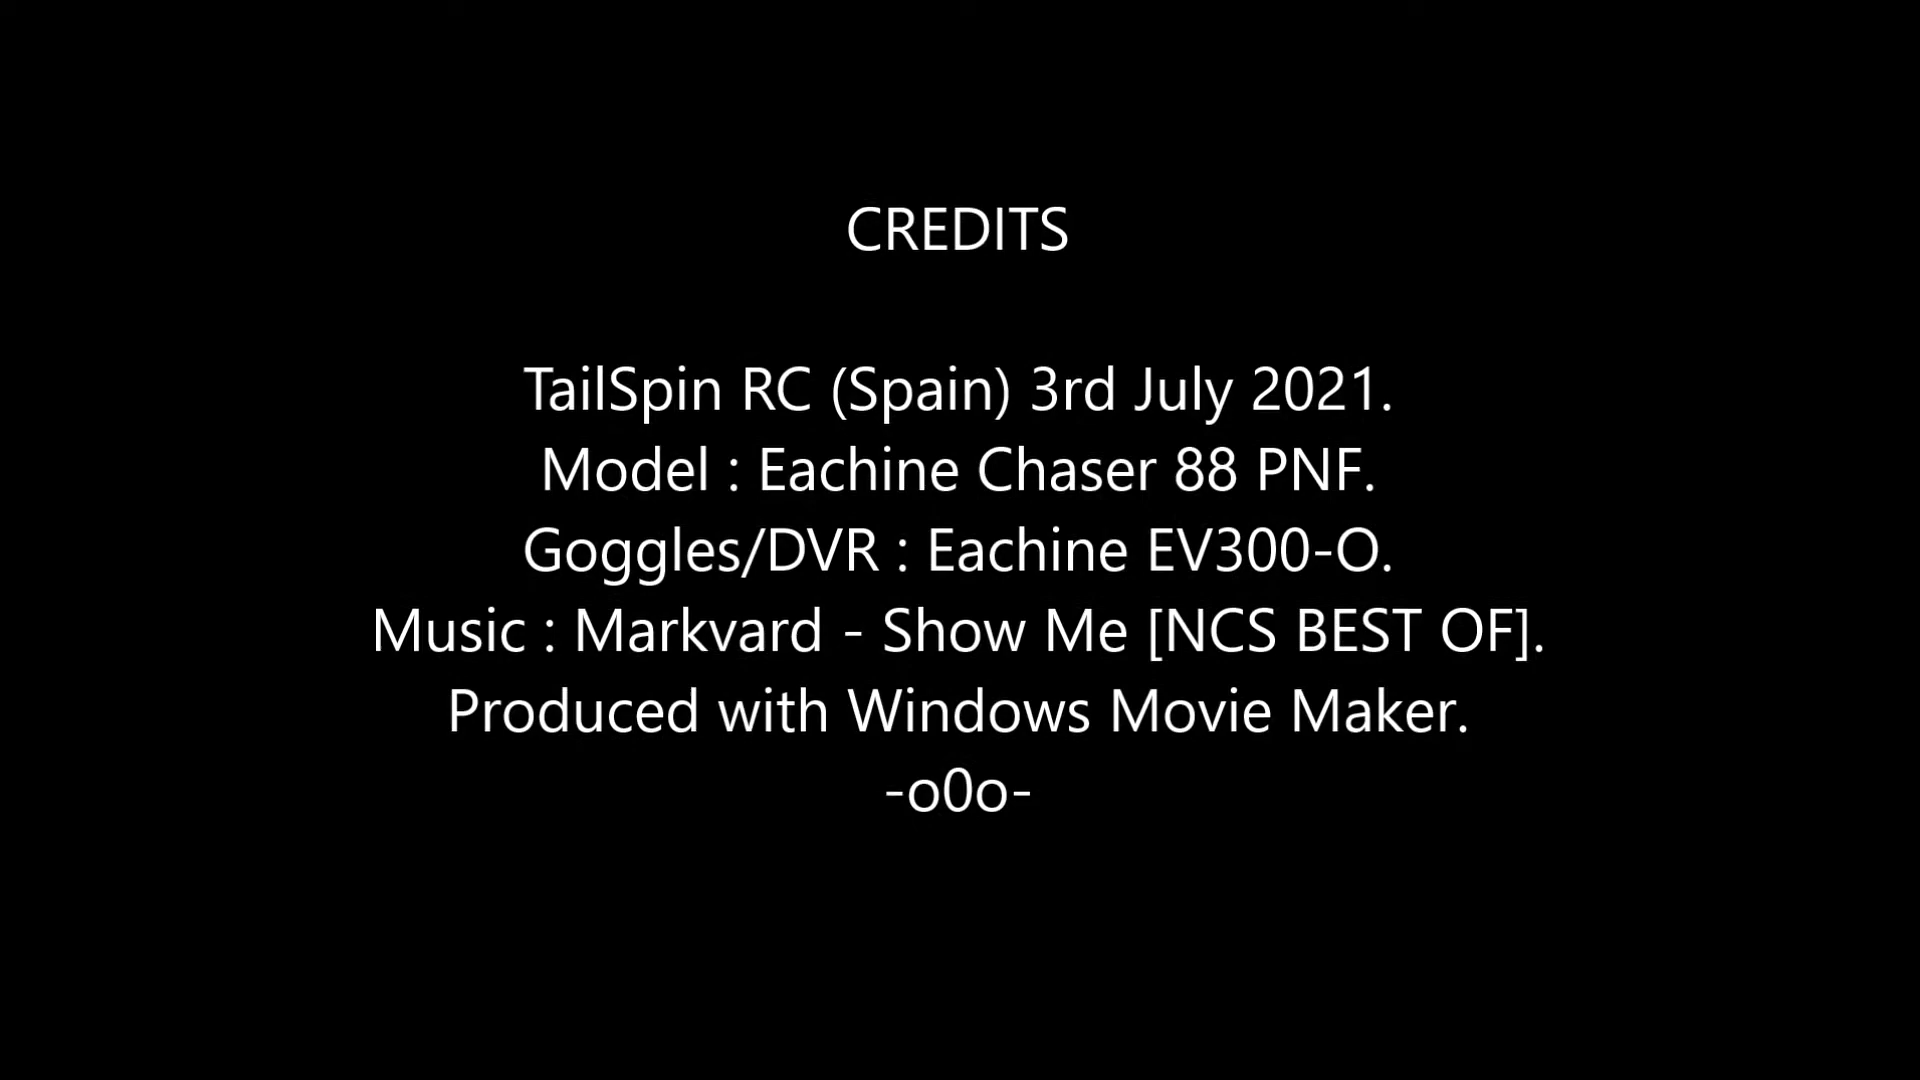 CREDITS
TailSpin RC (Spain) 3rd July 2021.
Model : Eachine Chaser 88 PNF.
Goggles/DVR : Eachine EV300-O.
Music : Markvard - Show Me [NCS BEST OF].
Produced with Windows Movie Maker.
-o0o-